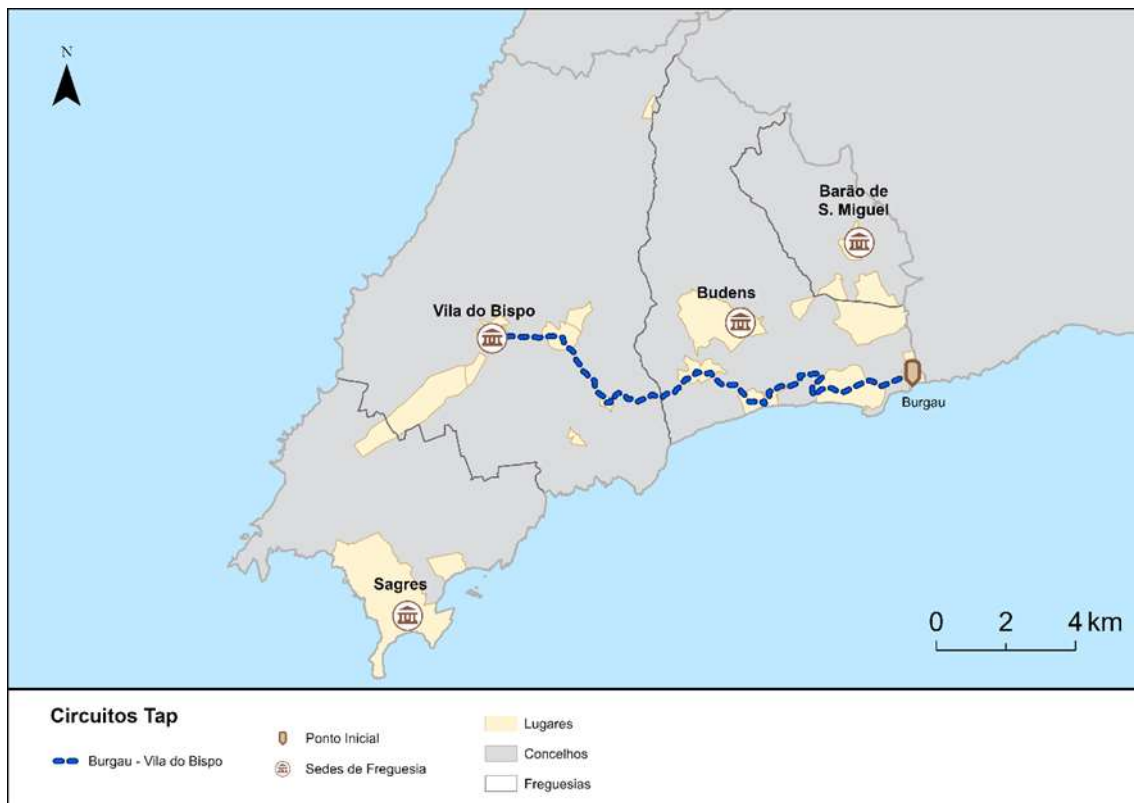 N
Barão de
S. Miguel
Budens
Vila do Bispo
Burgau
Sagres
0 2 4 km
Circuitos Tap
Burgau - Vila do Bispo
Ponto Inicial
Sedes de Freguesia
Lugares
Concelhos
Freguesias